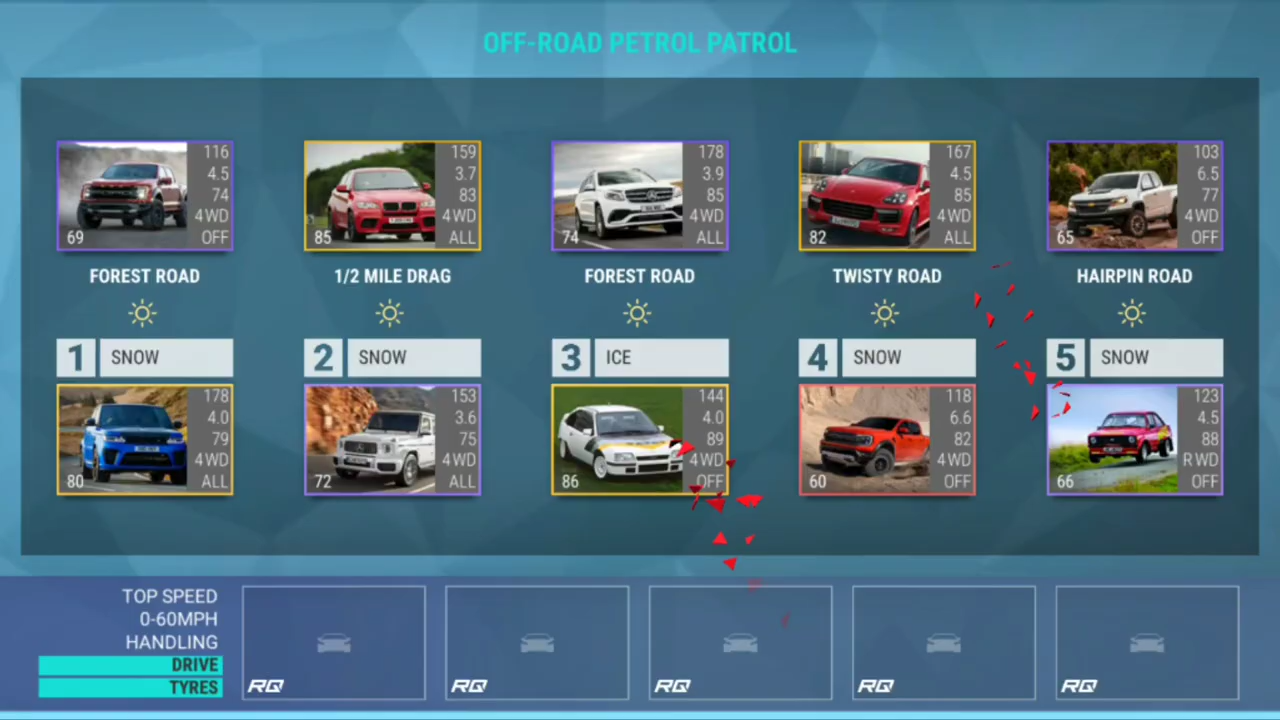 OFF-ROAD PETROL PATROL
116
4.5
74
4WD
OFF
69
159
3.7
83
4WD
ALL
85
178
3.9
85
4WD
ALL
74
167
4.5
85
4WD
ALL
82
103
6.5
77
4WD
OFF
65
FOREST ROAD
1/2 MILE DRAG
FOREST ROAD
TWISTY ROAD
HAIRPIN ROAD
1 SNOW
2 SNOW
3 ICE
4 SNOW
5 SNOW
178
4.0
79
4WD
ALL
80
153
3.6
75
4WD
ALL
72
144
4.0
89
4WD
OFF
86
118
6.6
82
4WD
OFF
60
123
4.5
88
RWD
OFF
66
TOP SPEED
0-60MPH
HANDLING
DRIVE
TYRES
RQ
RQ
RQ
RQ
RQ